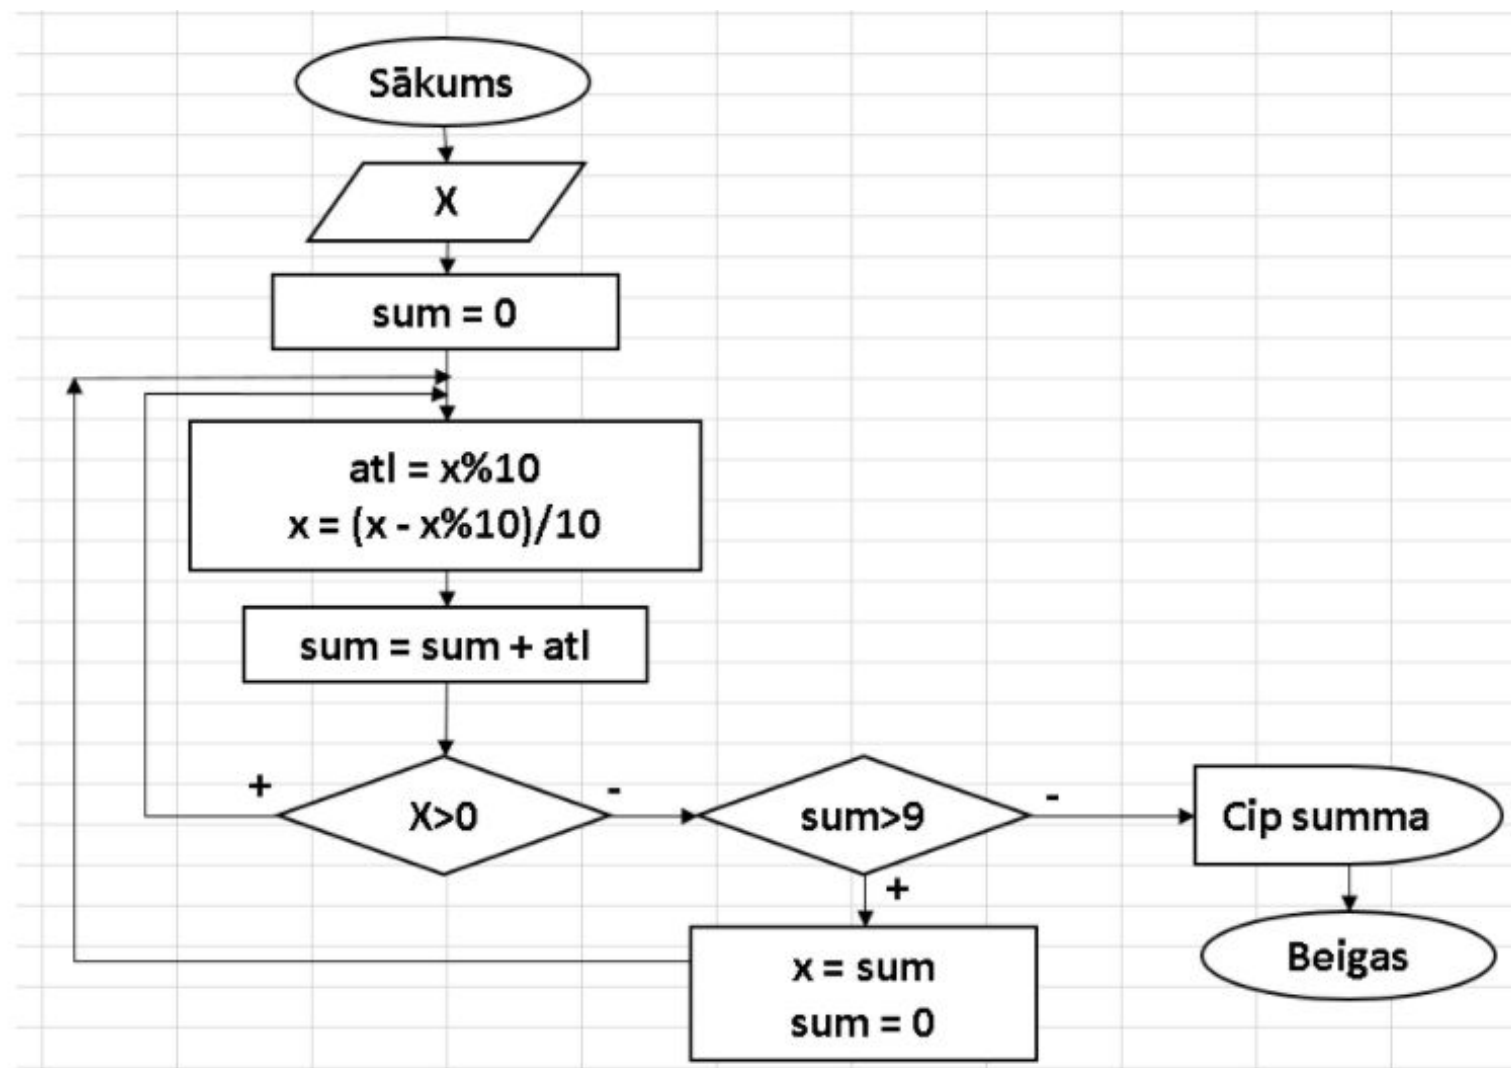 Sākums
X
sum = 0
atl = x%10
x = (x - x%10)/10
sum = sum + atl
+
X>0
-
sum>9
-
Cip summa
+
x = sum
sum = 0
Beigas